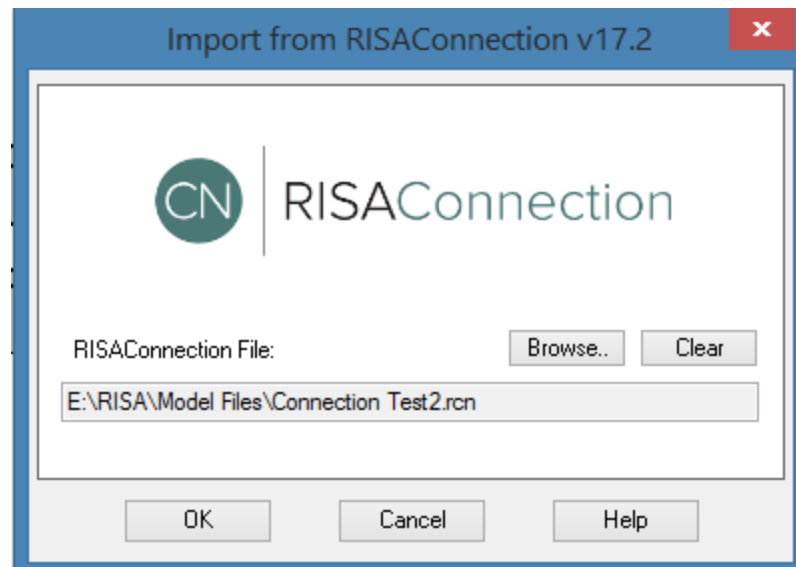 Import from RISAConnection v17.2
x
CN RISAConnection
RISAConnection File: Browse.. Clear
E:\RISA\Model Files\Connection Test2.rcn
OK Cancel Help